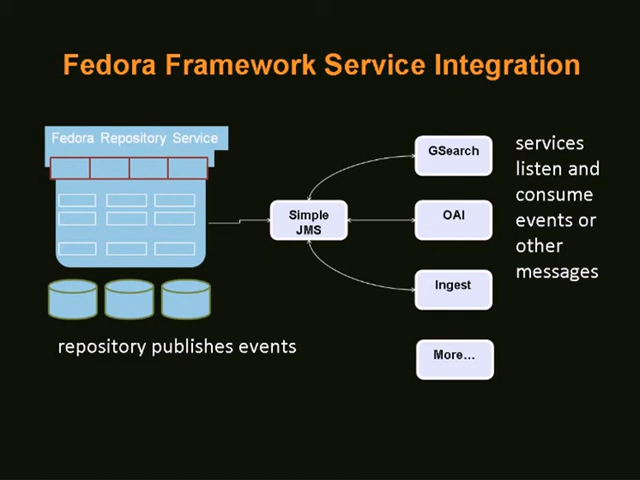 Fedora Framework Service Integration
Fedora Repository Service
repository publishes events
Simple
JMS
GSearch
OAI
Ingest
More…
services
listen and
consume
events or
other
messages